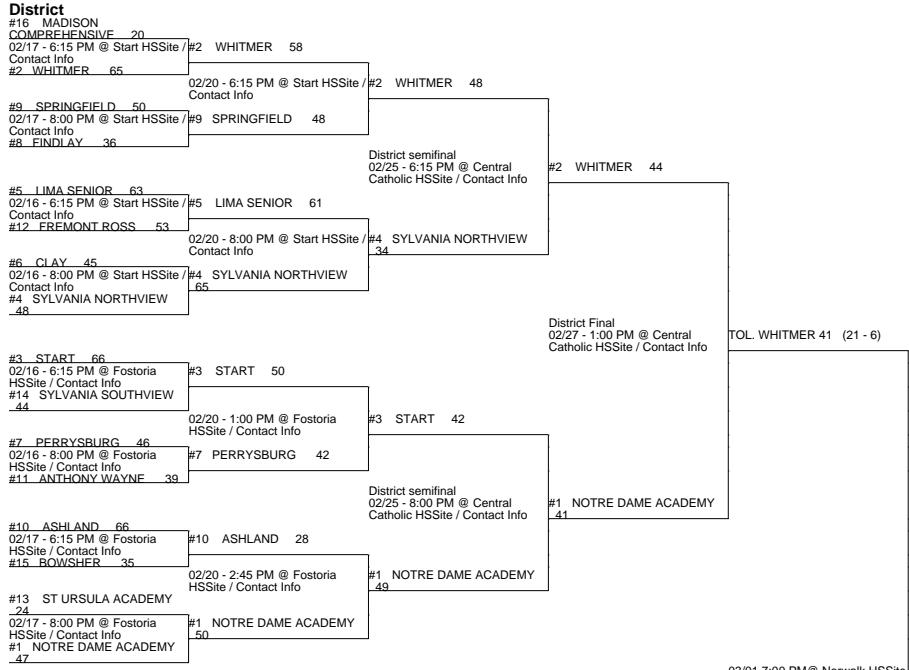 District
#16 MADISON
COMPREHENSIVE 20
02/17 - 6:15 PM @ Start HSSite /
Contact Info
#2 WHITMER 65
#2 WHITMER 58
02/20 - 6:15 PM @ Start HSSite /
Contact Info
#9 SPRINGFIELD 50
02/17 - 8:00 PM @ Start HSSite /
Contact Info
#8 FINDLAY 36
#9 SPRINGFIELD 48
#2 WHITMER 48
District semifinal
02/25 - 6:15 PM @ Central
Catholic HSSite / Contact Info
#5 LIMA SENIOR 63
02/16 - 6:15 PM @ Start HSSite /
Contact Info
#12 FREMONT ROSS 53
#5 LIMA SENIOR 61
02/20 - 8:00 PM @ Start HSSite /
Contact Info
#6 CLAY 45
02/16 - 8:00 PM @ Start HSSite /
Contact Info
#4 SYLVANIA NORTHVIEW
48
#4 SYLVANIA NORTHVIEW
65
#4 SYLVANIA NORTHVIEW
34
#2 WHITMER 44
District Final
02/27 - 1:00 PM @ Central
Catholic HSSite / Contact Info
TOL. WHITMER 41 (21 - 6)
#3 START 66
02/16 - 6:15 PM @ Fostoria
HSSite / Contact Info
#14 SYLVANIA SOUTHVIEW
44
#3 START 50
02/20 - 1:00 PM @ Fostoria
HSSite / Contact Info
#7 PERRYSBURG 46
02/16 - 8:00 PM @ Fostoria
HSSite / Contact Info
#11 ANTHONY WAYNE 39
#7 PERRYSBURG 42
#3 START 42
District semifinal
02/25 - 8:00 PM @ Central
Catholic HSSite / Contact Info
#1 NOTRE DAME ACADEMY
41
#10 ASHLAND 66
02/17 - 6:15 PM @ Fostoria
HSSite / Contact Info
#15 BOWSHER 35
#10 ASHLAND 28
02/20 - 2:45 PM @ Fostoria
HSSite / Contact Info
#13 ST URSULA ACADEMY
24
02/17 - 8:00 PM @ Fostoria
HSSite / Contact Info
#1 NOTRE DAME ACADEMY
47
#1 NOTRE DAME ACADEMY
50
#1 NOTRE DAME ACADEMY
49
03/01 7:00 PM@ Norwalk HSSite